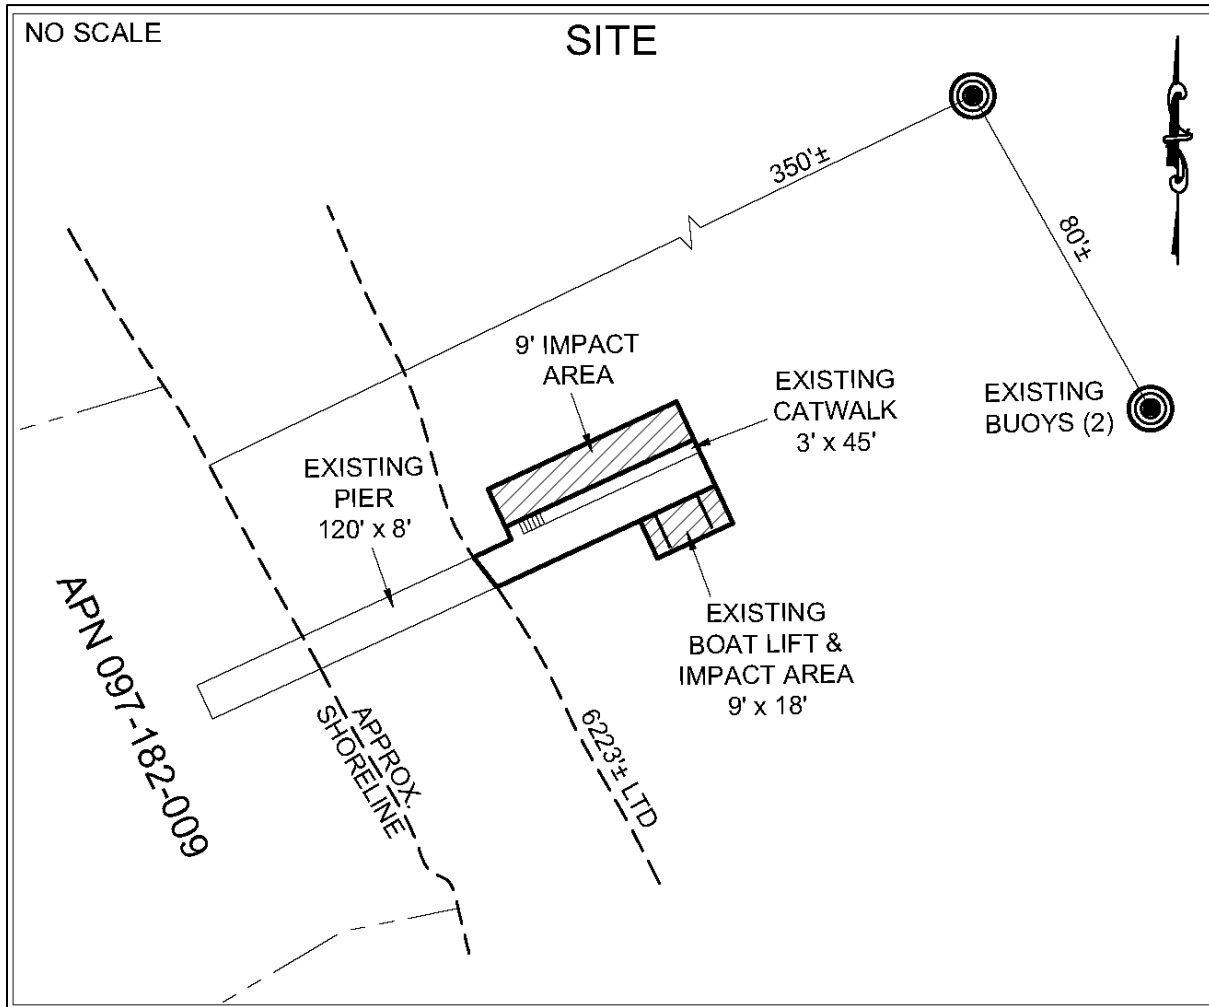 NO SCALE
SITE
350'±
80'±
9' IMPACT
AREA
EXISTING
CATWALK
3' x 45'
EXISTING
BUOYS (2)
EXISTING
PIER
120' x 8'
APN 097-182-009
EXISTING
BOAT LIFT &
IMPACT AREA
9' x 18'
APPROX.
SHORELINE
6223'± LTD